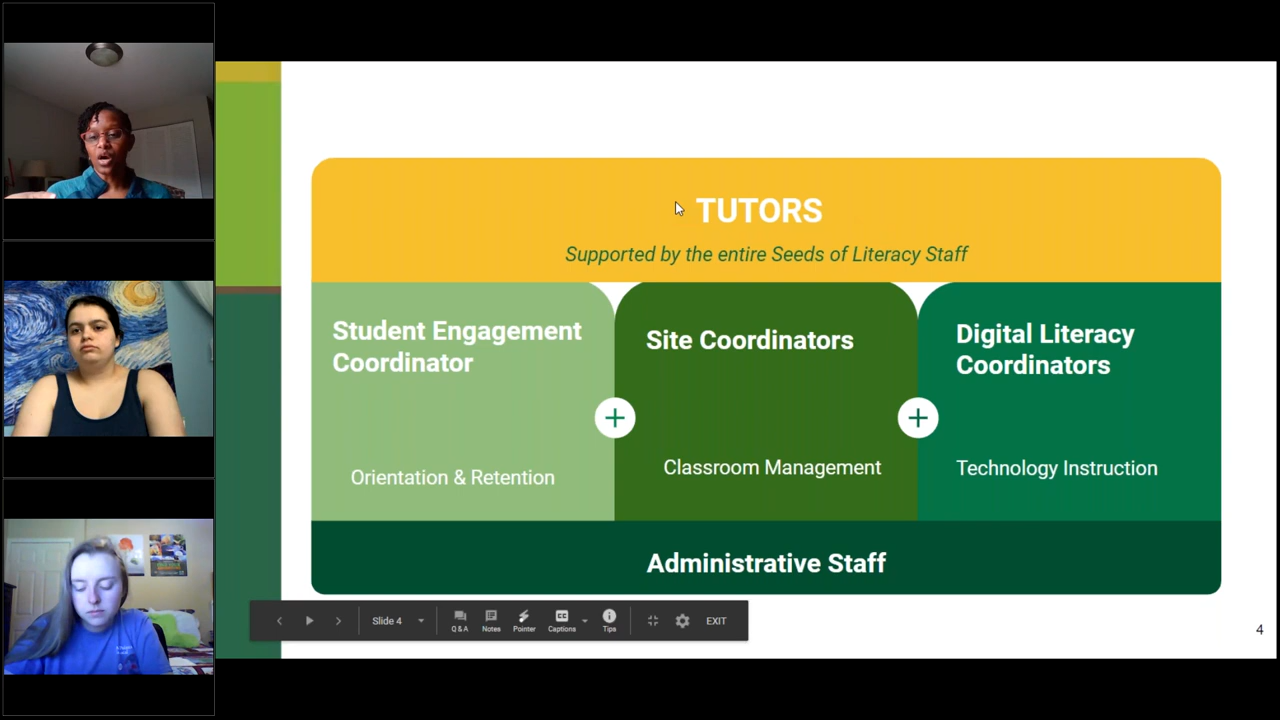 TUTORS
Supported by the entire Seeds of Literacy Staff
Student Engagement
Coordinator
Orientation & Retention
Site Coordinators
Classroom Management
Digital Literacy
Coordinators
Technology Instruction
Administrative Staff
Slide 4
Q & A
Notes
Pointer
Captions
Tips
EXIT
4